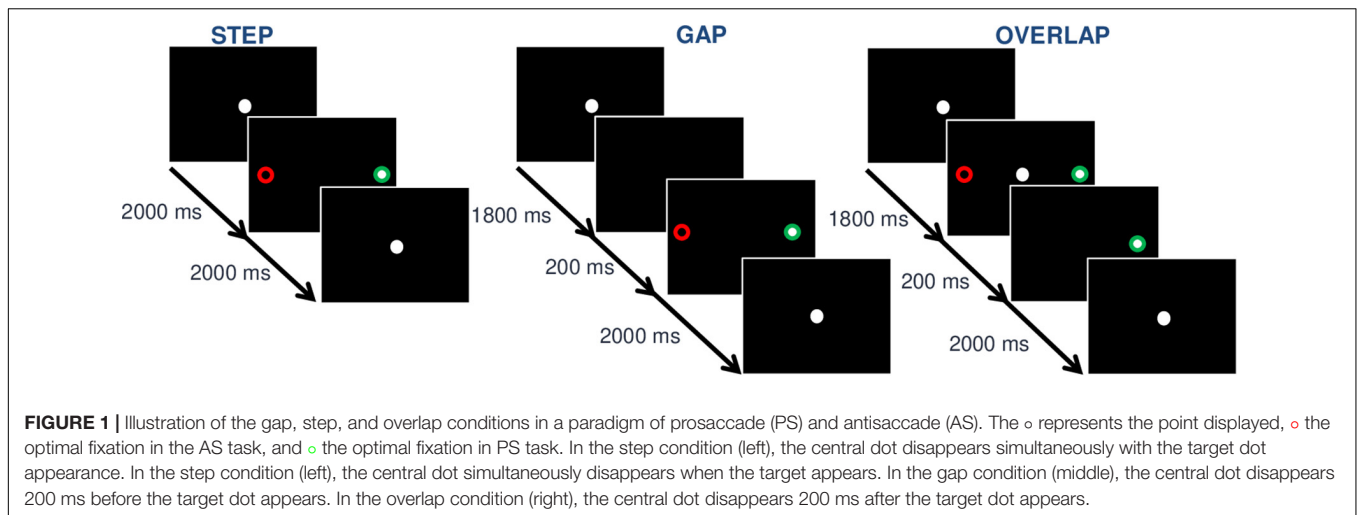 STEP
GAP
OVERLAP
2000 ms
2000 ms
1800 ms
200 ms
2000 ms
1800 ms
200 ms
2000 ms
FIGURE 1 | Illustration of the gap, step, and overlap conditions in a paradigm of prosaccade (PS) and antisaccade (AS). The ○ represents the point displayed, ○ the
optimal fixation in the AS task, and ○ the optimal fixation in PS task. In the step condition (left), the central dot disappears simultaneously with the target dot
appearance. In the step condition (left), the central dot simultaneously disappears when the target appears. In the gap condition (middle), the central dot disappears
200 ms before the target dot appears. In the overlap condition (right), the central dot disappears 200 ms after the target dot appears.